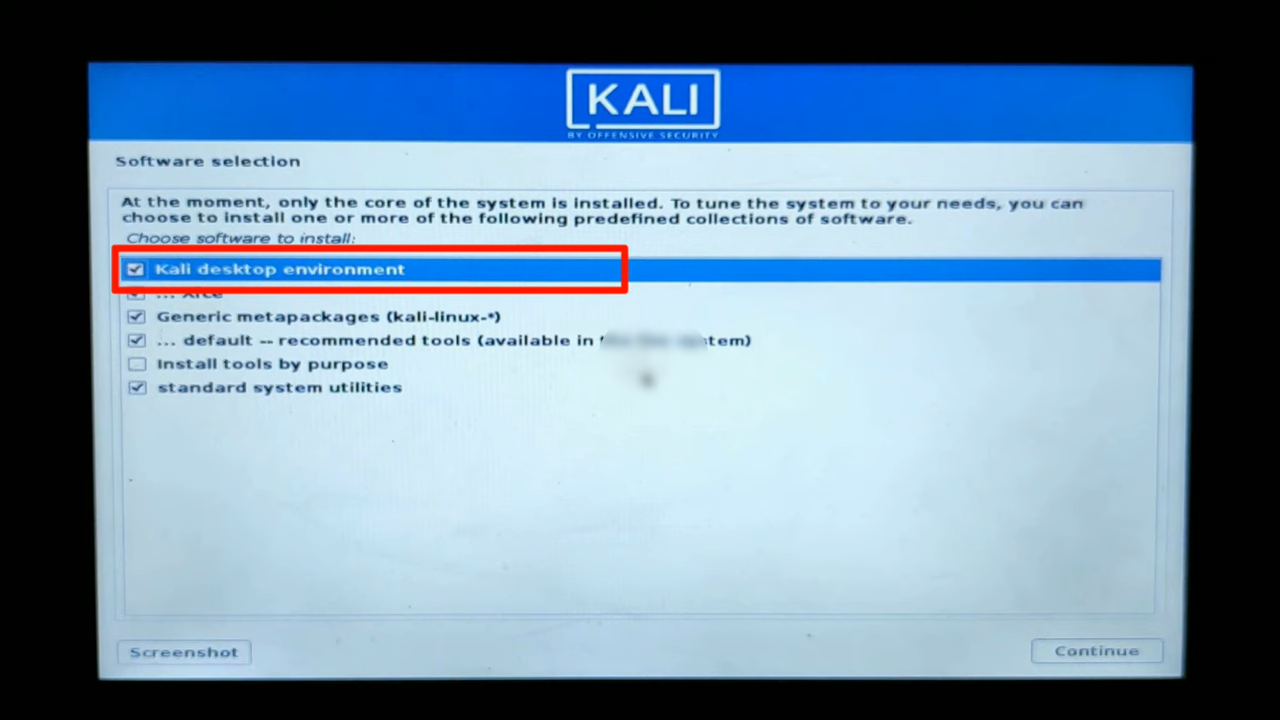 KALI
BY OFFENSIVE SECURITY
Software selection
At the moment, only the core of the system is installed. To tune the system to your needs, you can
choose to install one or more of the following predefined collections of software.
Choose software to install:
Kali desktop environment
... Xfce
Generic metapackages (kali-linux-*)
... default -- recommended tools (available in
Install tools by purpose
standard system utilities
Screenshot
Continue